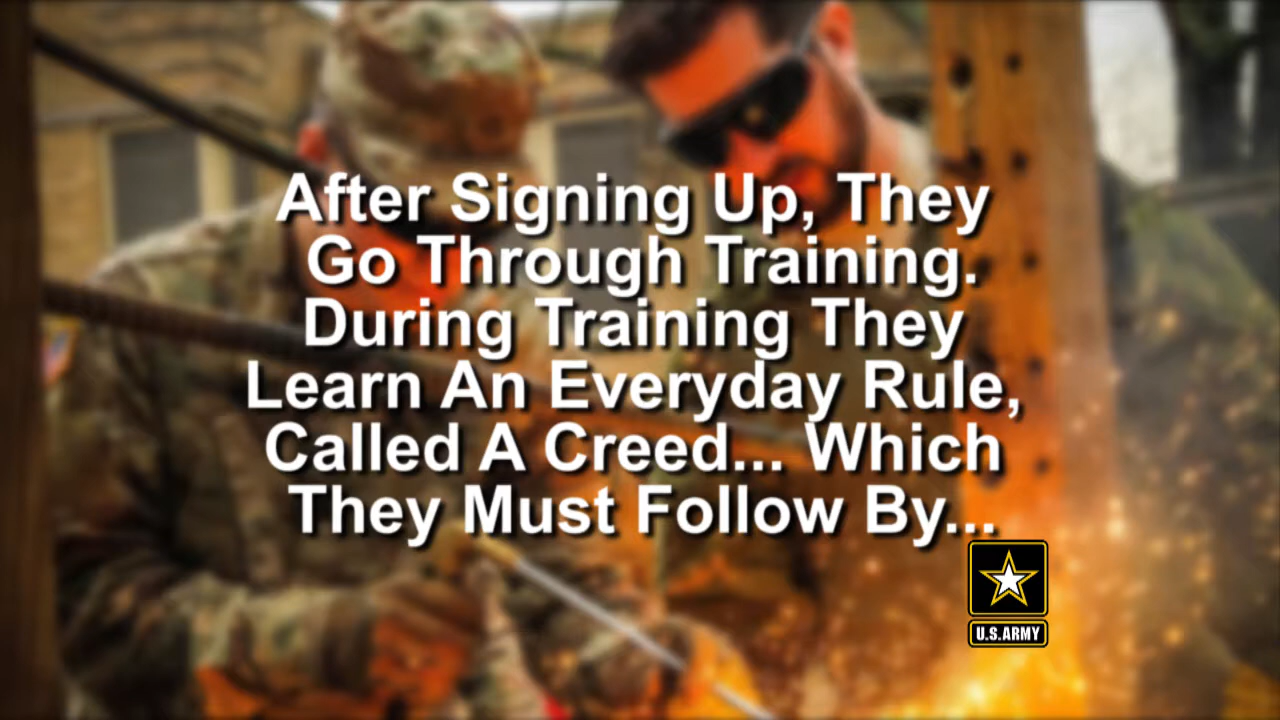 After Signing Up, They
Go Through Training.
During Training They
Learn An Everyday Rule,
Called A Creed... Which
They Must Follow By...
U.S.ARMY